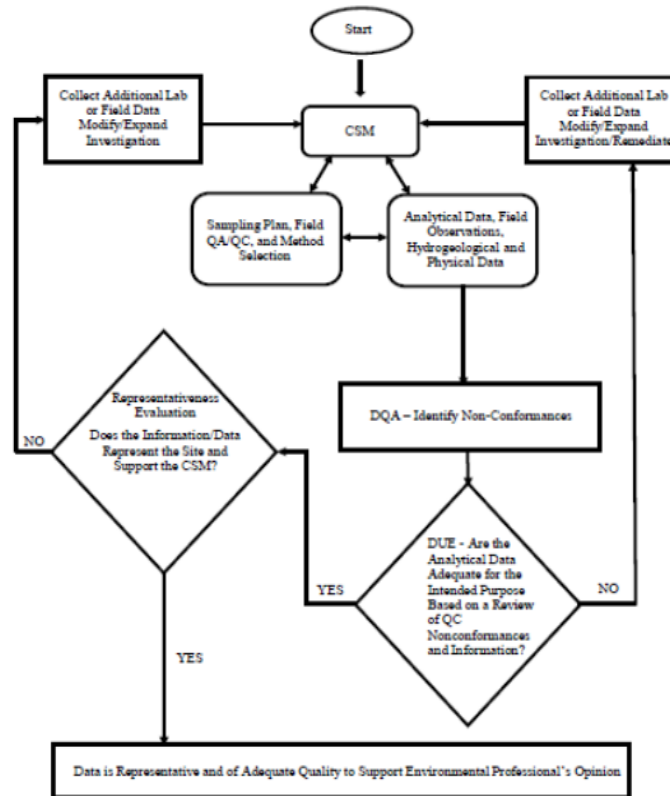 Start
Collect Additional Lab
or Field Data
Modify/Expand
Investigation
CSM
Collect Additional Lab
or Field Data
Modify/Expand
Investigation/Remediate
Sampling Plan, Field
QA/QC, and Method
Selection
Analytical Data, Field
Observations,
Hydrogeological and
Physical Data
DQA – Identify Non-Conformances
Representativeness
Evaluation
Does the Information/Data
Represent the Site and
Support the CSM?
NO
DUE - Are the
Analytical Data
Adequate for the
Intended Purpose
Based on a Review
of QC
Nonconformances
and Information?
YES
NO
YES
Data is Representative and of Adequate Quality to Support Environmental Professional's Opinion